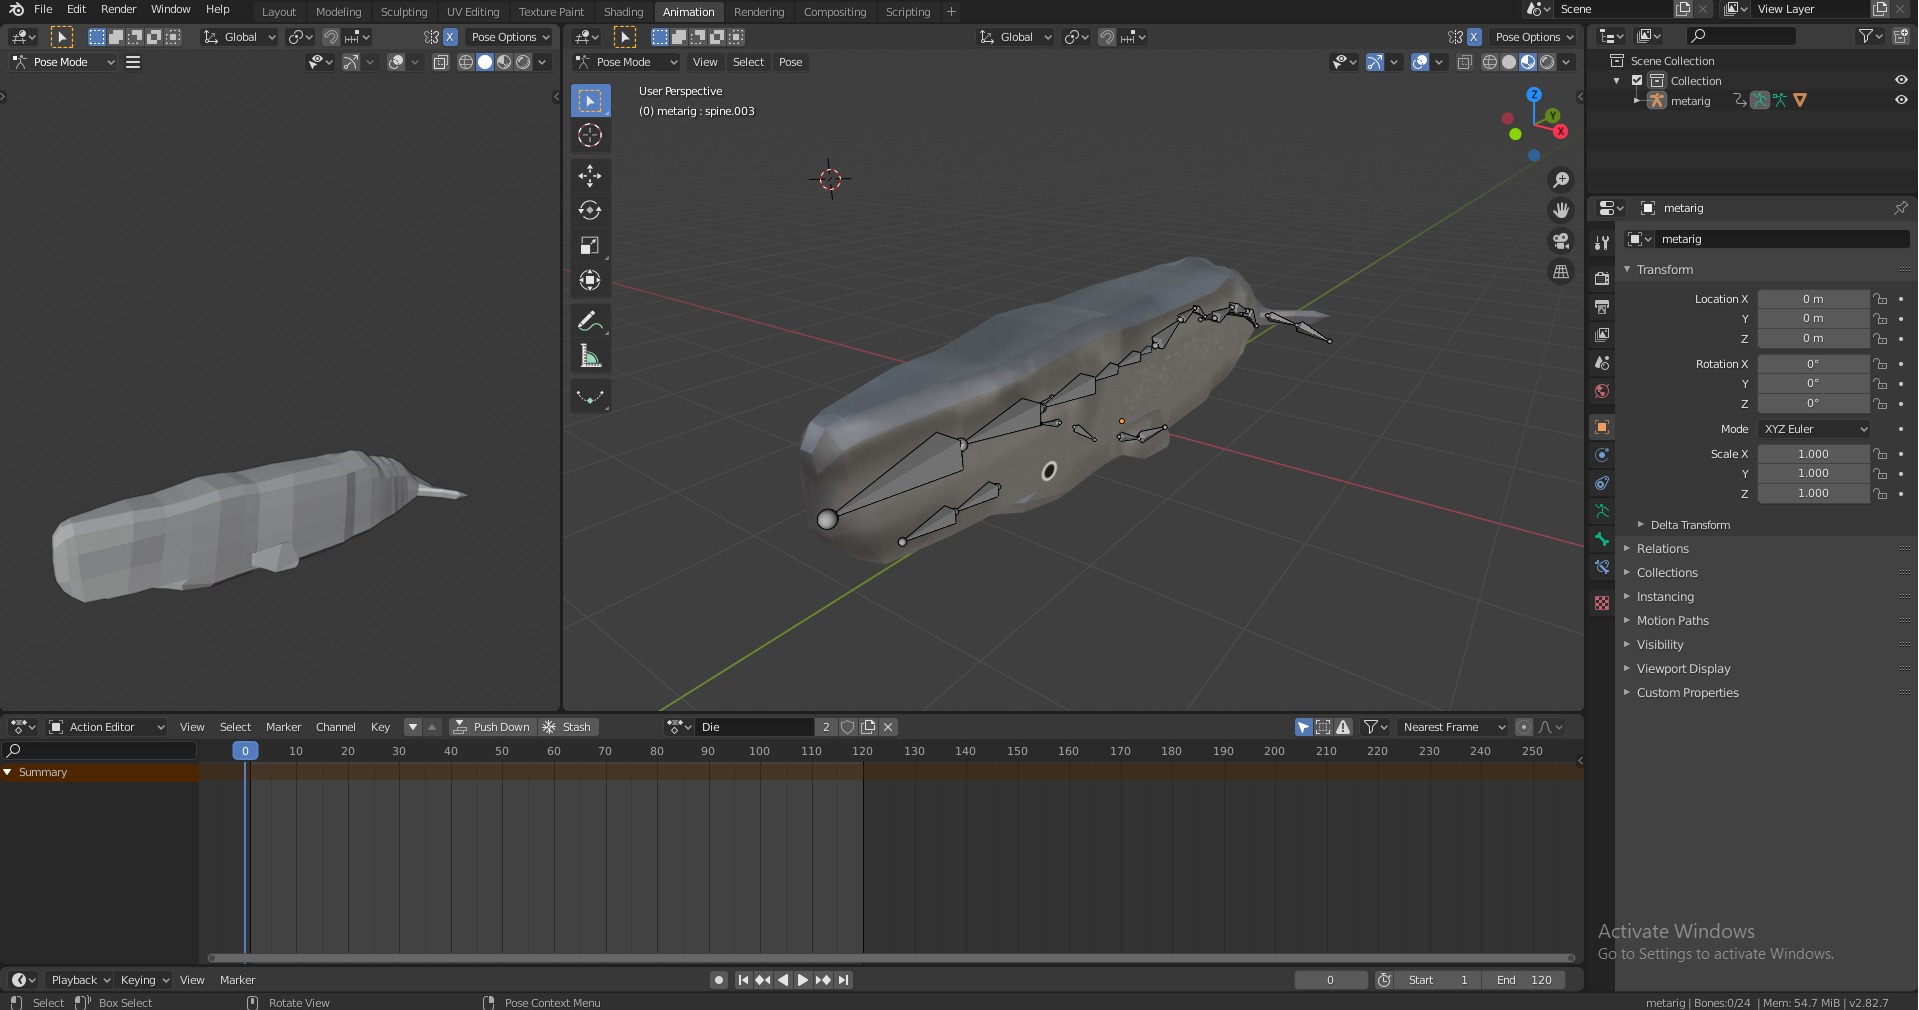 File Edit Render Window Help
Layout Modeling Sculpting UV Editing Texture Paint Shading Animation Rendering Compositing Scripting +
Scene
View Layer
Global X Pose Options
Global X Pose Options
Pose Mode
Pose Mode View Select Pose
User Perspective
(0) metarig : spine.003
Z
Y
X
Scene Collection
Collection
metarig
metarig
metarig
Transform
Location X 0 m
Y 0 m
Z 0 m
Rotation X 0°
Y 0°
Z 0°
Mode XYZ Euler
Scale X 1.000
Y 1.000
Z 1.000
Delta Transform
Relations
Collections
Instancing
Motion Paths
Visibility
Viewport Display
Custom Properties
Action Editor View Select Marker Channel Key Push Down Stash Die 2 Nearest Frame
0 10 20 30 40 50 60 70 80 90 100 110 120 130 140 150 160 170 180 190 200 210 220 230 240 250
Summary
Activate Windows
Go to Settings to activate Windows.
Playback Keying View Marker 0 Start 1 End 120
Select Box Select Rotate View Pose Context Menu metarig | Bones:0/24 | Mem: 54.7 MiB | v2.82.7